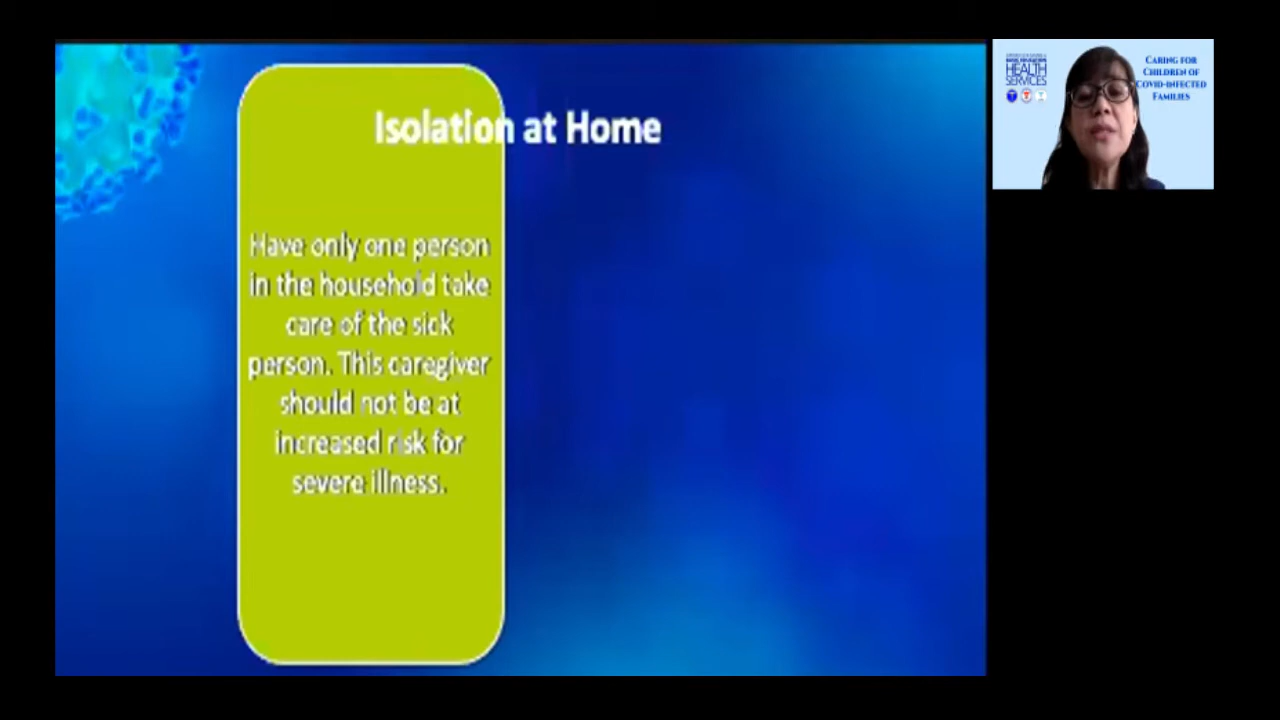 Isolation at Home
Have only one person
in the household take
care of the sick
person. This caregiver
should not be at
increased risk for
severe illness.
HEALTH
SERVICES
CARING FOR
CHILDREN OF
COVID-INFECTED
FAMILIES